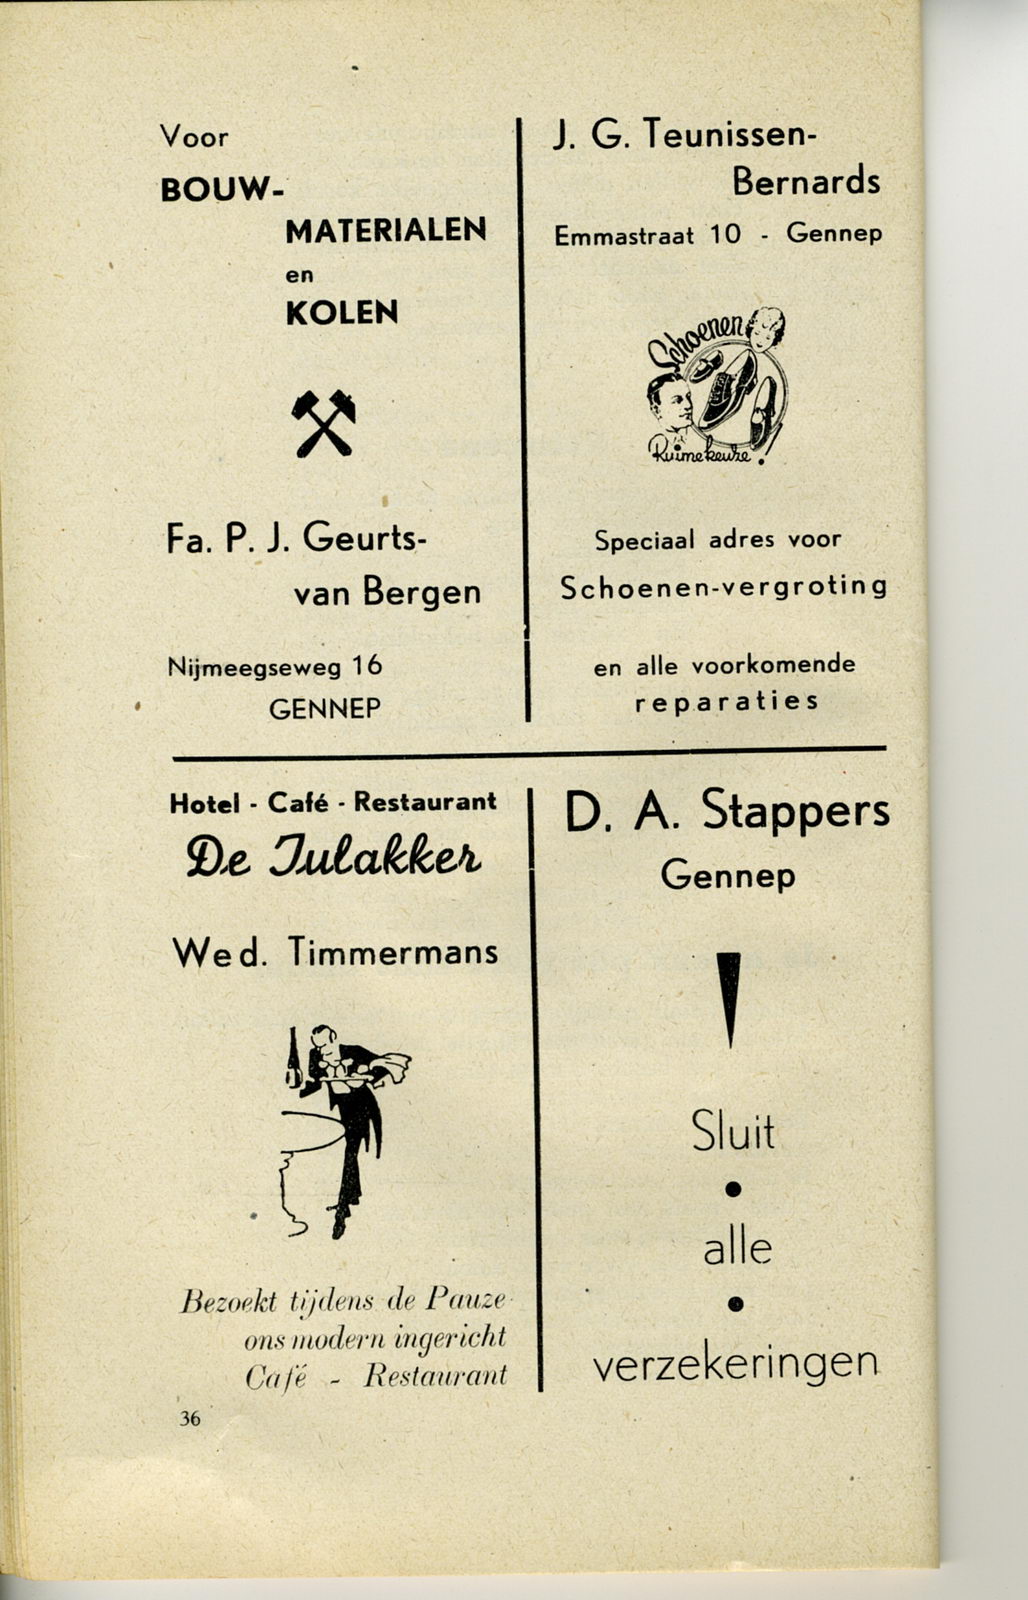 Voor
BOUW-
MATERIALEN
en
KOLEN
Fa. P. J. Geurts-
van Bergen
Nijmeegseweg 16
GENNEP
J. G. Teunissen-
Bernards
Emmastraat 10 - Gennep
Schoenen
Ruime keuze!
Speciaal adres voor
Schoenen-vergroting
en alle voorkomende
reparaties
Hotel - Café - Restaurant
De Julakker
Wed. Timmermans
Bezoekt tijdens de Pauze
ons modern ingericht
Café - Restaurant
D. A. Stappers
Gennep
Sluit
•
alle
•
verzekeringen
36